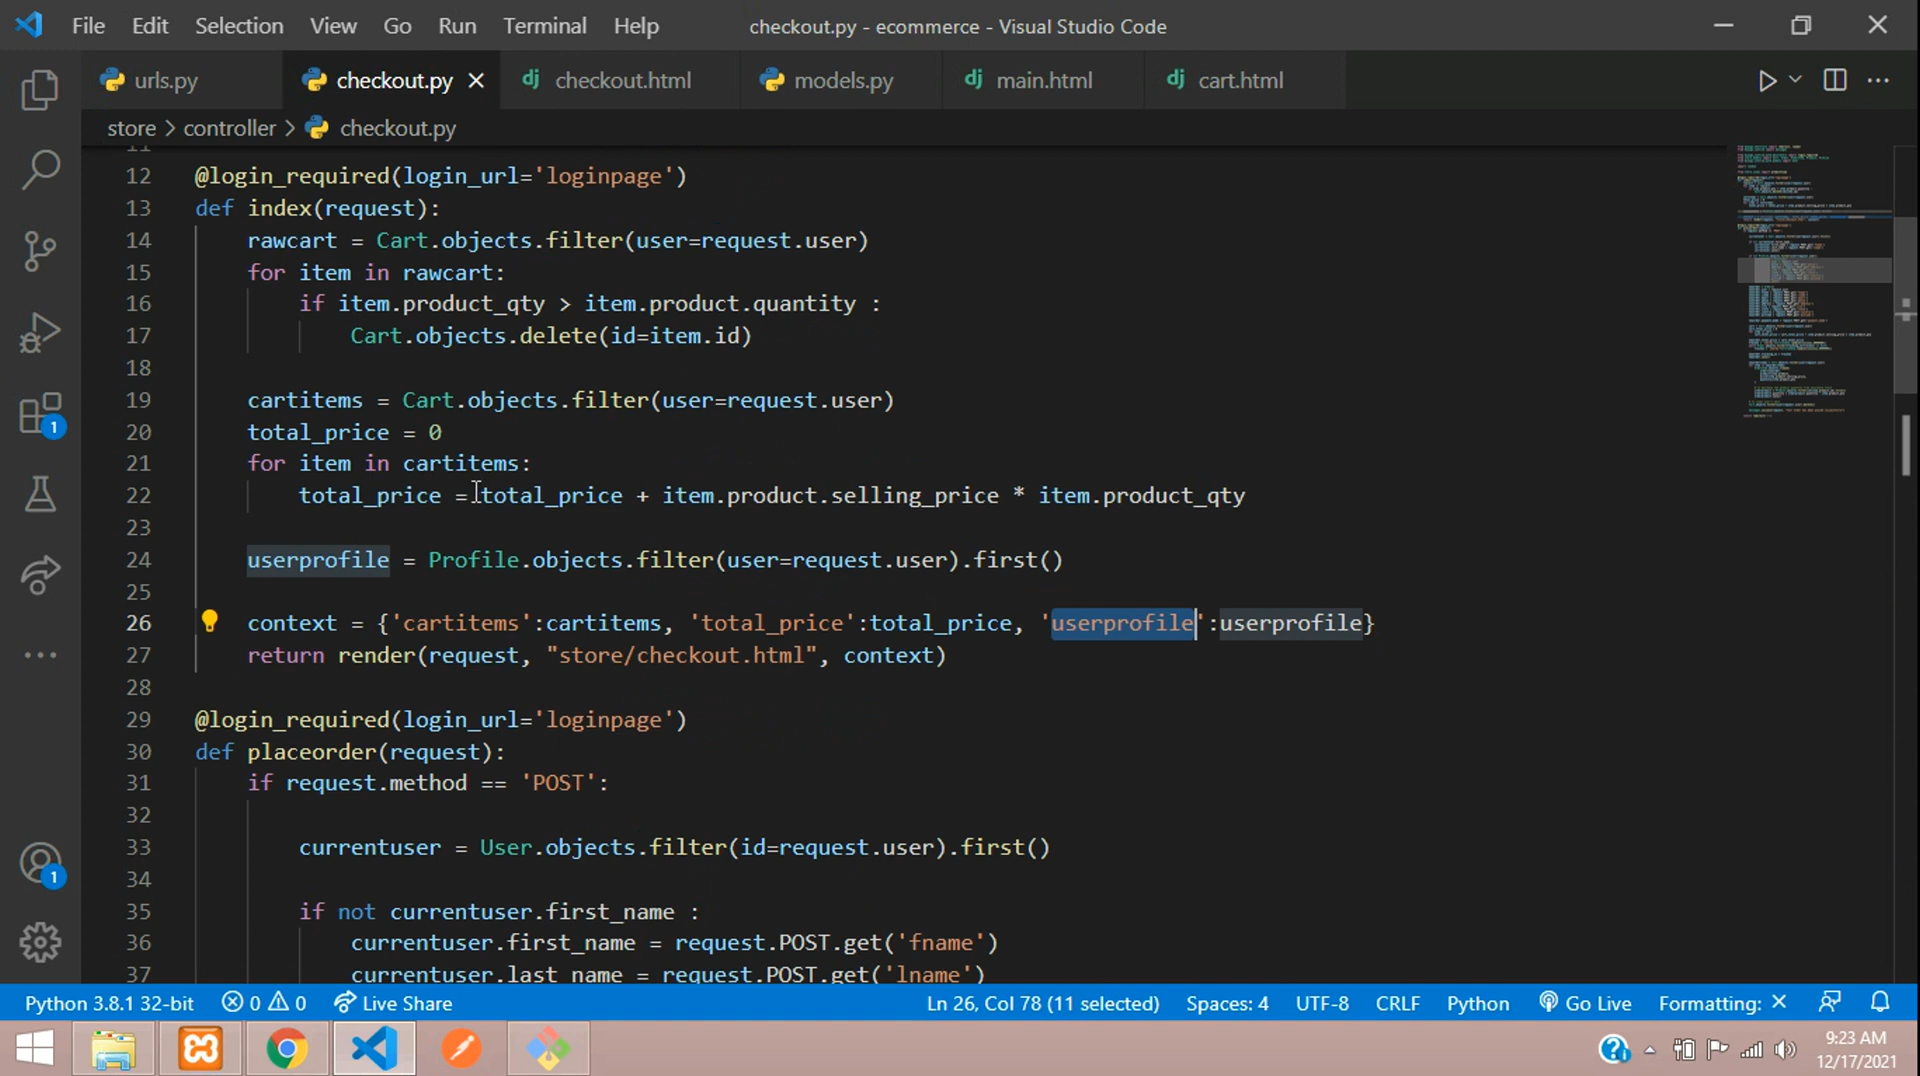 File Edit Selection View Go Run Terminal Help checkout.py - ecommerce - Visual Studio Code
urls.py checkout.py checkout.html models.py main.html cart.html
store > controller > checkout.py
11
12 @login_required(login_url='loginpage')
13 def index(request):
14 rawcart = Cart.objects.filter(user=request.user)
15 for item in rawcart:
16 if item.product_qty > item.product.quantity :
17 Cart.objects.delete(id=item.id)
18
19 cartitems = Cart.objects.filter(user=request.user)
20 total_price = 0
21 for item in cartitems:
22 total_price = total_price + item.product.selling_price * item.product_qty
23
24 userprofile = Profile.objects.filter(user=request.user).first()
25
26 context = {'cartitems':cartitems, 'total_price':total_price, 'userprofile':userprofile}
27 return render(request, "store/checkout.html", context)
28
29 @login_required(login_url='loginpage')
30 def placeorder(request):
31 if request.method == 'POST':
32
33 currentuser = User.objects.filter(id=request.user).first()
34
35 if not currentuser.first_name :
36 currentuser.first_name = request.POST.get('fname')
37 currentuser.last_name = request.POST.get('lname')
1
1
Python 3.8.1 32-bit 0 0 Live Share Ln 26, Col 78 (11 selected) Spaces: 4 UTF-8 CRLF Python Go Live Formatting: ×
9:23 AM
12/17/2021